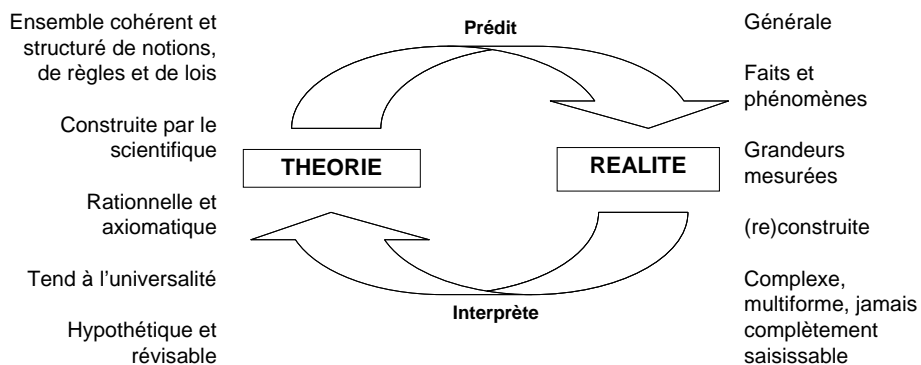 Ensemble cohérent et
structuré de notions,
de règles et de lois
Construite par le
scientifique
Rationnelle et
axiomatique
Tend à l'universalité
Hypothétique et
révisable
Prédit
THEORIE
REALITE
Interprète
Générale
Faits et
phénomènes
Grandeurs
mesurées
(re)construite
Complexe,
multiforme, jamais
complètement
saisissable